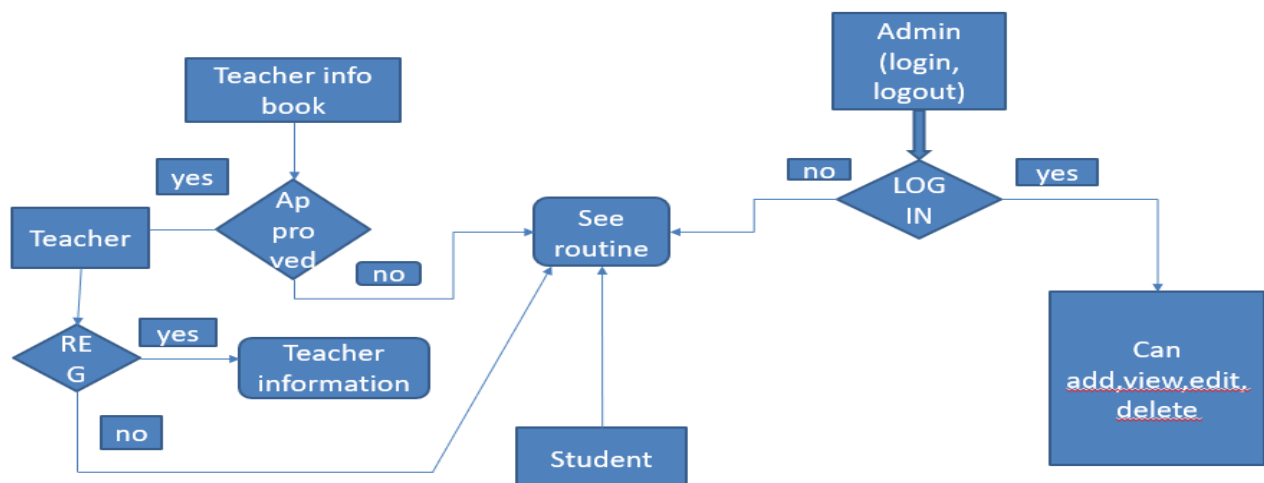 Teacher info
book
yes
Ap
pro
ved
no
Teacher
RE
G
yes
no
Teacher
information
See
routine
Student
Admin
(login,
logout)
no
LOG
IN
yes
Can
add,view,edit,
delete